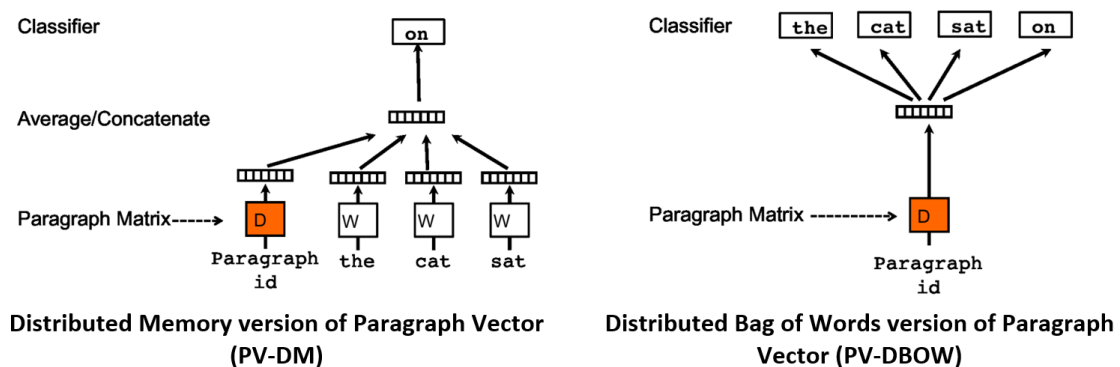 Classifier
on
Average/Concatenate
Paragraph Matrix
D
W
W
W
Paragraph
id
the
cat
sat
Distributed Memory version of Paragraph Vector
(PV-DM)
Classifier
the
cat
sat
on
Paragraph Matrix
D
Paragraph
id
Distributed Bag of Words version of Paragraph
Vector (PV-DBOW)